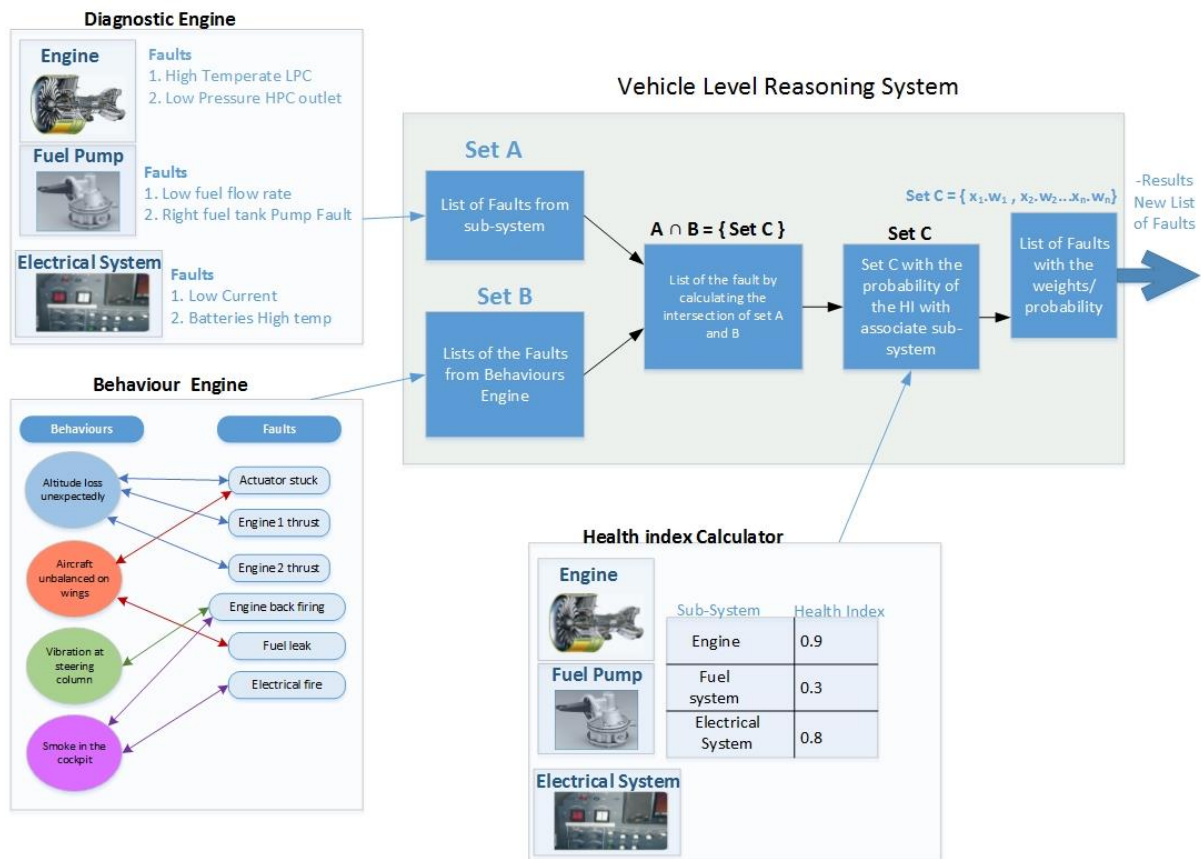 Diagnostic Engine
Engine
Faults
1. High Temperate LPC
2. Low Pressure HPC outlet
Fuel Pump
Faults
1. Low fuel flow rate
2. Right fuel tank Pump Fault
Electrical System
Faults
1. Low Current
2. Batteries High temp
Vehicle Level Reasoning System
Set A
List of Faults from
sub-system
Set B
Lists of the Faults
from Behaviours
Engine
A ∩ B = { Set C }
List of the fault by
calculating the
intersection of set A
and B
Set C
Set C with the
probability of
the HI with
associate sub-
system
Set C = { x₁.w₁ , x₂.w₂...xₙ.wₙ}
List of Faults
with the
weights/
probability
-Results
New List
of Faults
Behaviour Engine
Behaviours
Faults
Altitude loss
unexpectedly
Aircraft
unbalanced on
wings
Vibration at
steering
column
Smoke in the
cockpit
Actuator stuck
Engine 1 thrust
Engine 2 thrust
Engine back firing
Fuel leak
Electrical fire
Health index Calculator
Engine
Fuel Pump
Electrical System
Sub-System Health Index
Engine 0.9
Fuel
system 0.3
Electrical
System 0.8